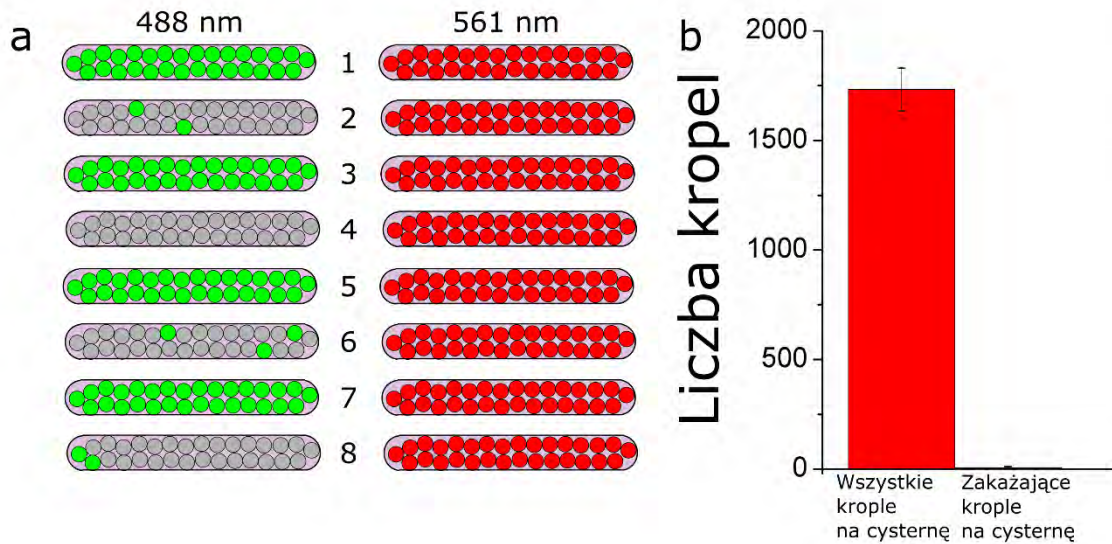 a
488 nm
561 nm
1
2
3
4
5
6
7
8
b
Liczba kropel
2000
1500
1000
500
0
Wszystkie
krople
na cysternę
Zakażające
krople
na cysternę